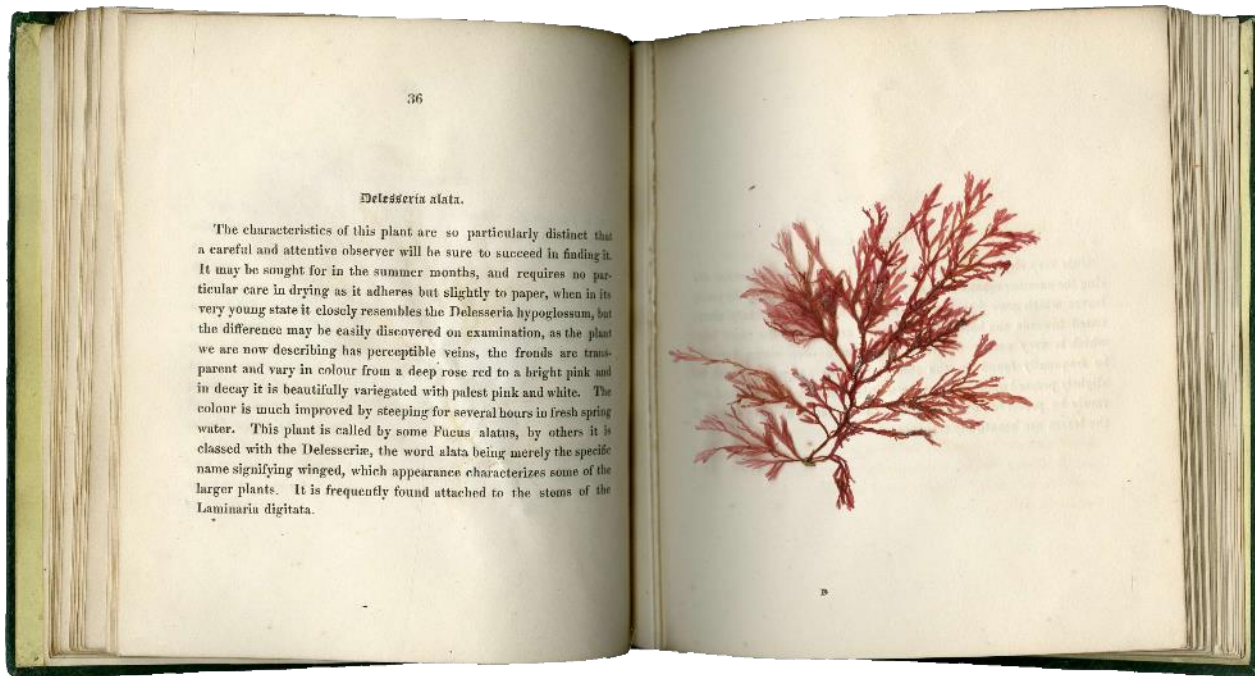 36
Delesseria alata.
The characteristics of this plant are so particularly distinct that
a careful and attentive observer will be sure to succeed in finding it.
It may be sought for in the summer months, and requires no par-
ticular care in drying as it adheres but slightly to paper, when in its
very young state it closely resembles the Delesseria hypoglossum, but
the difference may be easily discovered on examination, as the plant
we are now describing has perceptible veins, the fronds are trans-
parent and vary in colour from a deep rose red to a bright pink and
in decay it is beautifully variegated with palest pink and white. The
colour is much improved by steeping for several hours in fresh spring
water. This plant is called by some Fucus alatus, by others it is
classed with the Delesseriæ, the word alata being merely the specific
name signifying winged, which appearance characterizes some of the
larger plants. It is frequently found attached to the stems of the
Laminaria digitata.